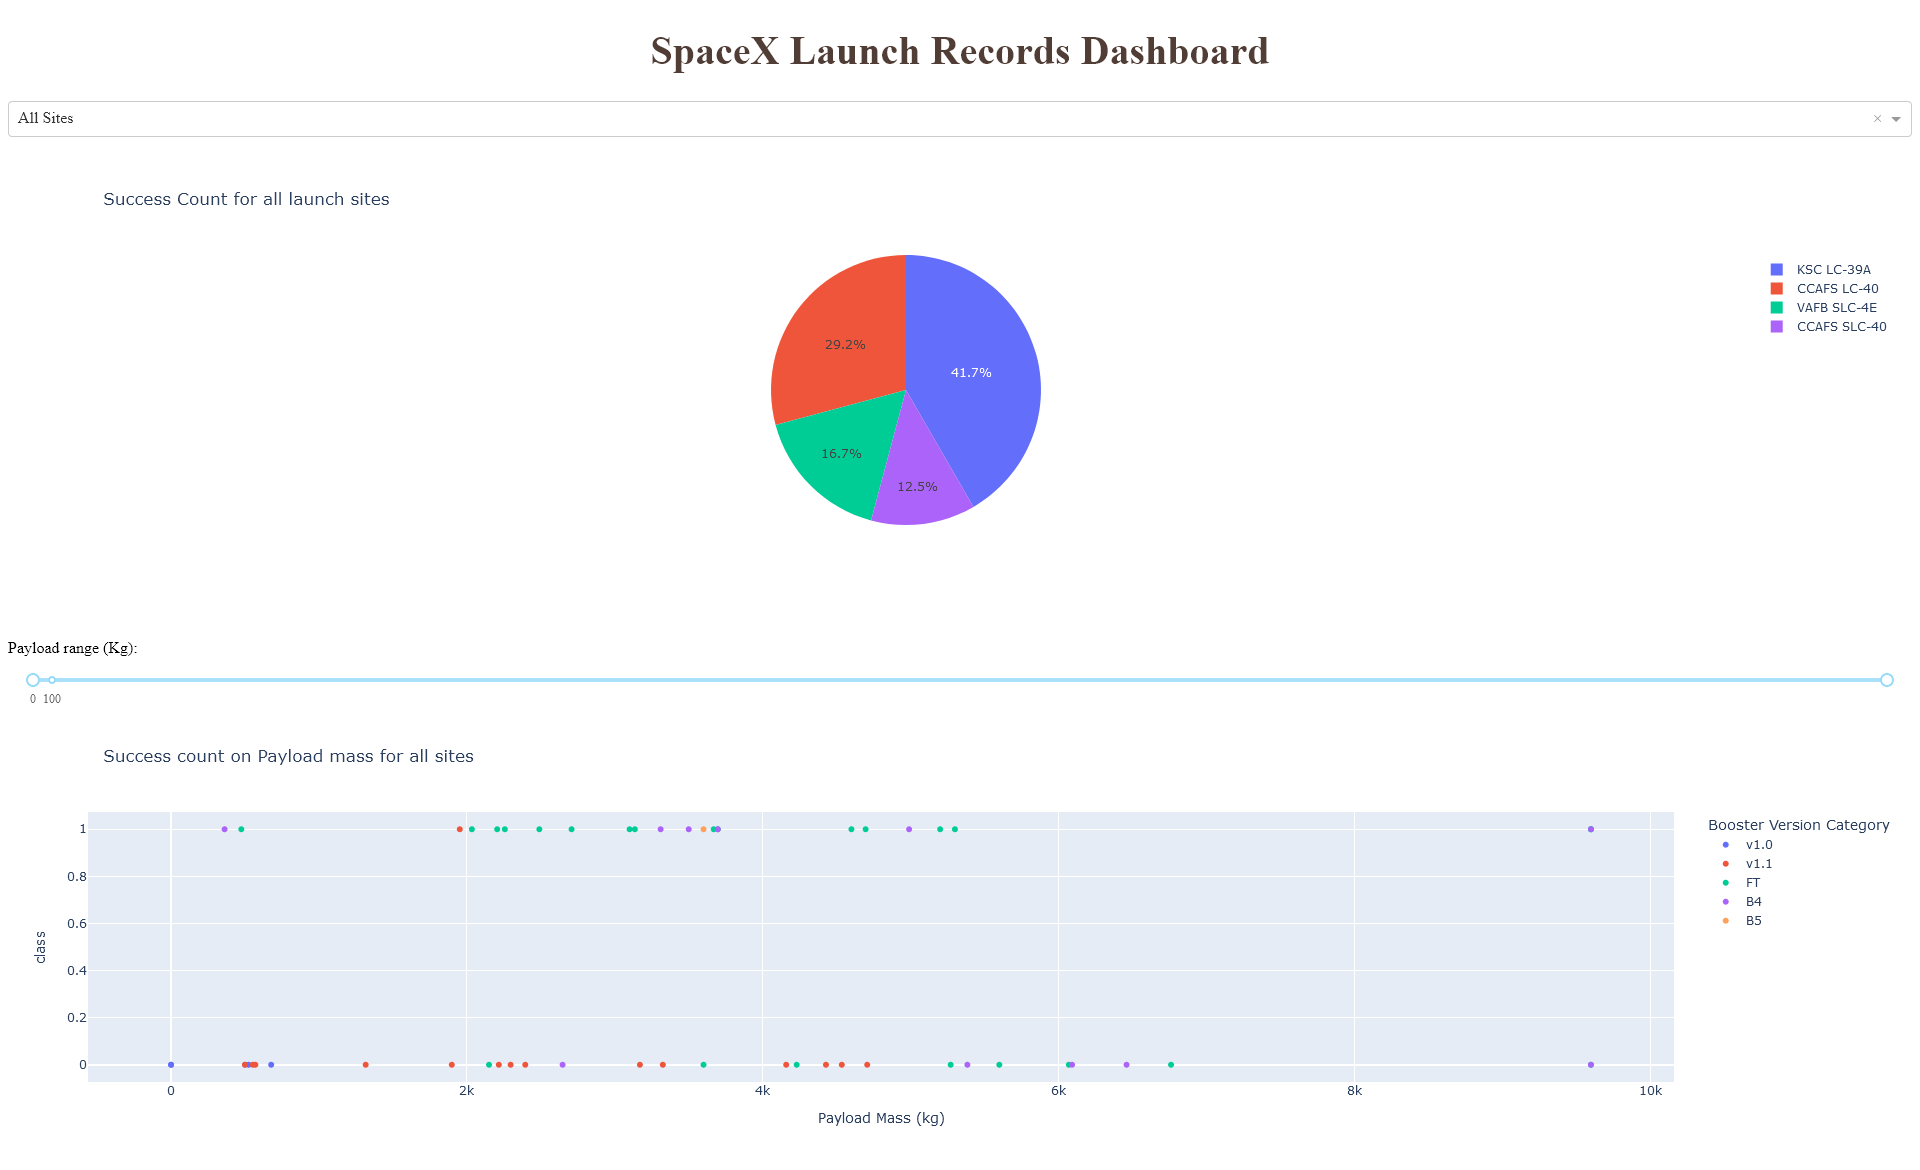 SpaceX Launch Records Dashboard
All Sites
×
Success Count for all launch sites
KSC LC-39A
CCAFS LC-40
VAFB SLC-4E
CCAFS SLC-40
29.2%
41.7%
16.7%
12.5%
Payload range (Kg):
0 100
Success count on Payload mass for all sites
Booster Version Category
v1.0
v1.1
FT
B4
B5
1
0.8
0.6
0.4
0.2
0
class
0 2k 4k 6k 8k 10k
Payload Mass (kg)